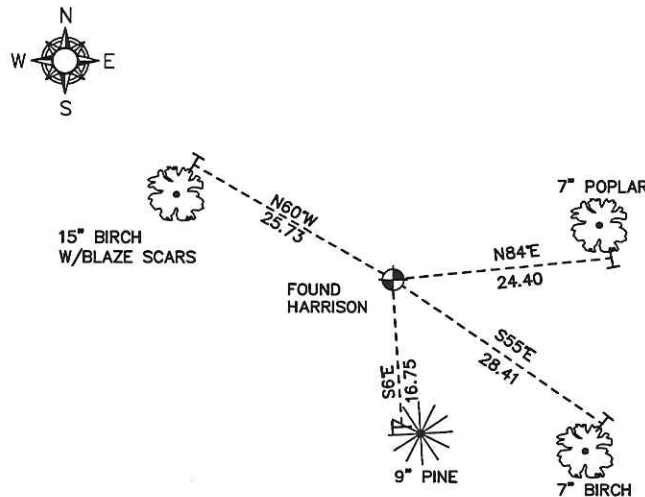 N
W E
S
7" POPLAR
N60°W
25.73
15" BIRCH
W/BLAZE SCARS
N84°E
24.40
FOUND
HARRISON
S55°E
28.41
S6°E
16.75
9" PINE
7" BIRCH